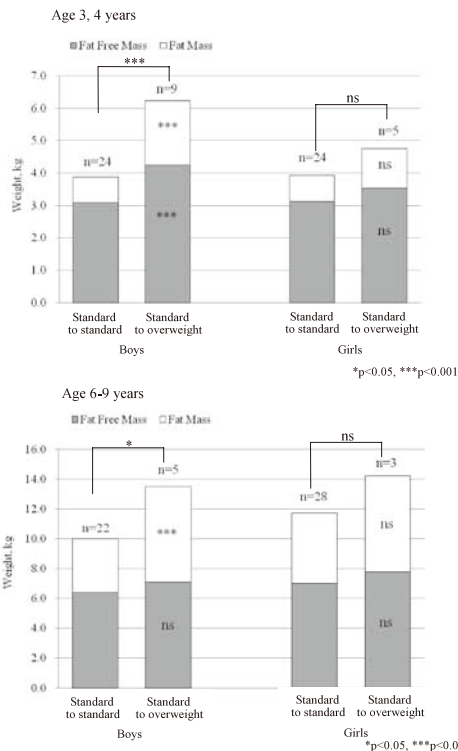 Age 3, 4 years
Fat Free Mass Fat Mass
***
7.0
6.0
5.0
4.0
3.0
2.0
1.0
0.0
Weight, kg
n=24
n=9
***
***
ns
n=24
n=5
ns
ns
Standard to standard
Standard to overweight
Standard to standard
Standard to overweight
Boys
Girls
*p<0.05, ***p<0.001
Age 6-9 years
Fat Free Mass Fat Mass
*
16.0
14.0
12.0
10.0
8.0
6.0
4.0
2.0
0.0
Weight, kg
n=22
n=5
***
ns
ns
n=28
n=3
ns
ns
Standard to standard
Standard to overweight
Standard to standard
Standard to overweight
Boys
Girls
*p<0.05, ***p<0.0